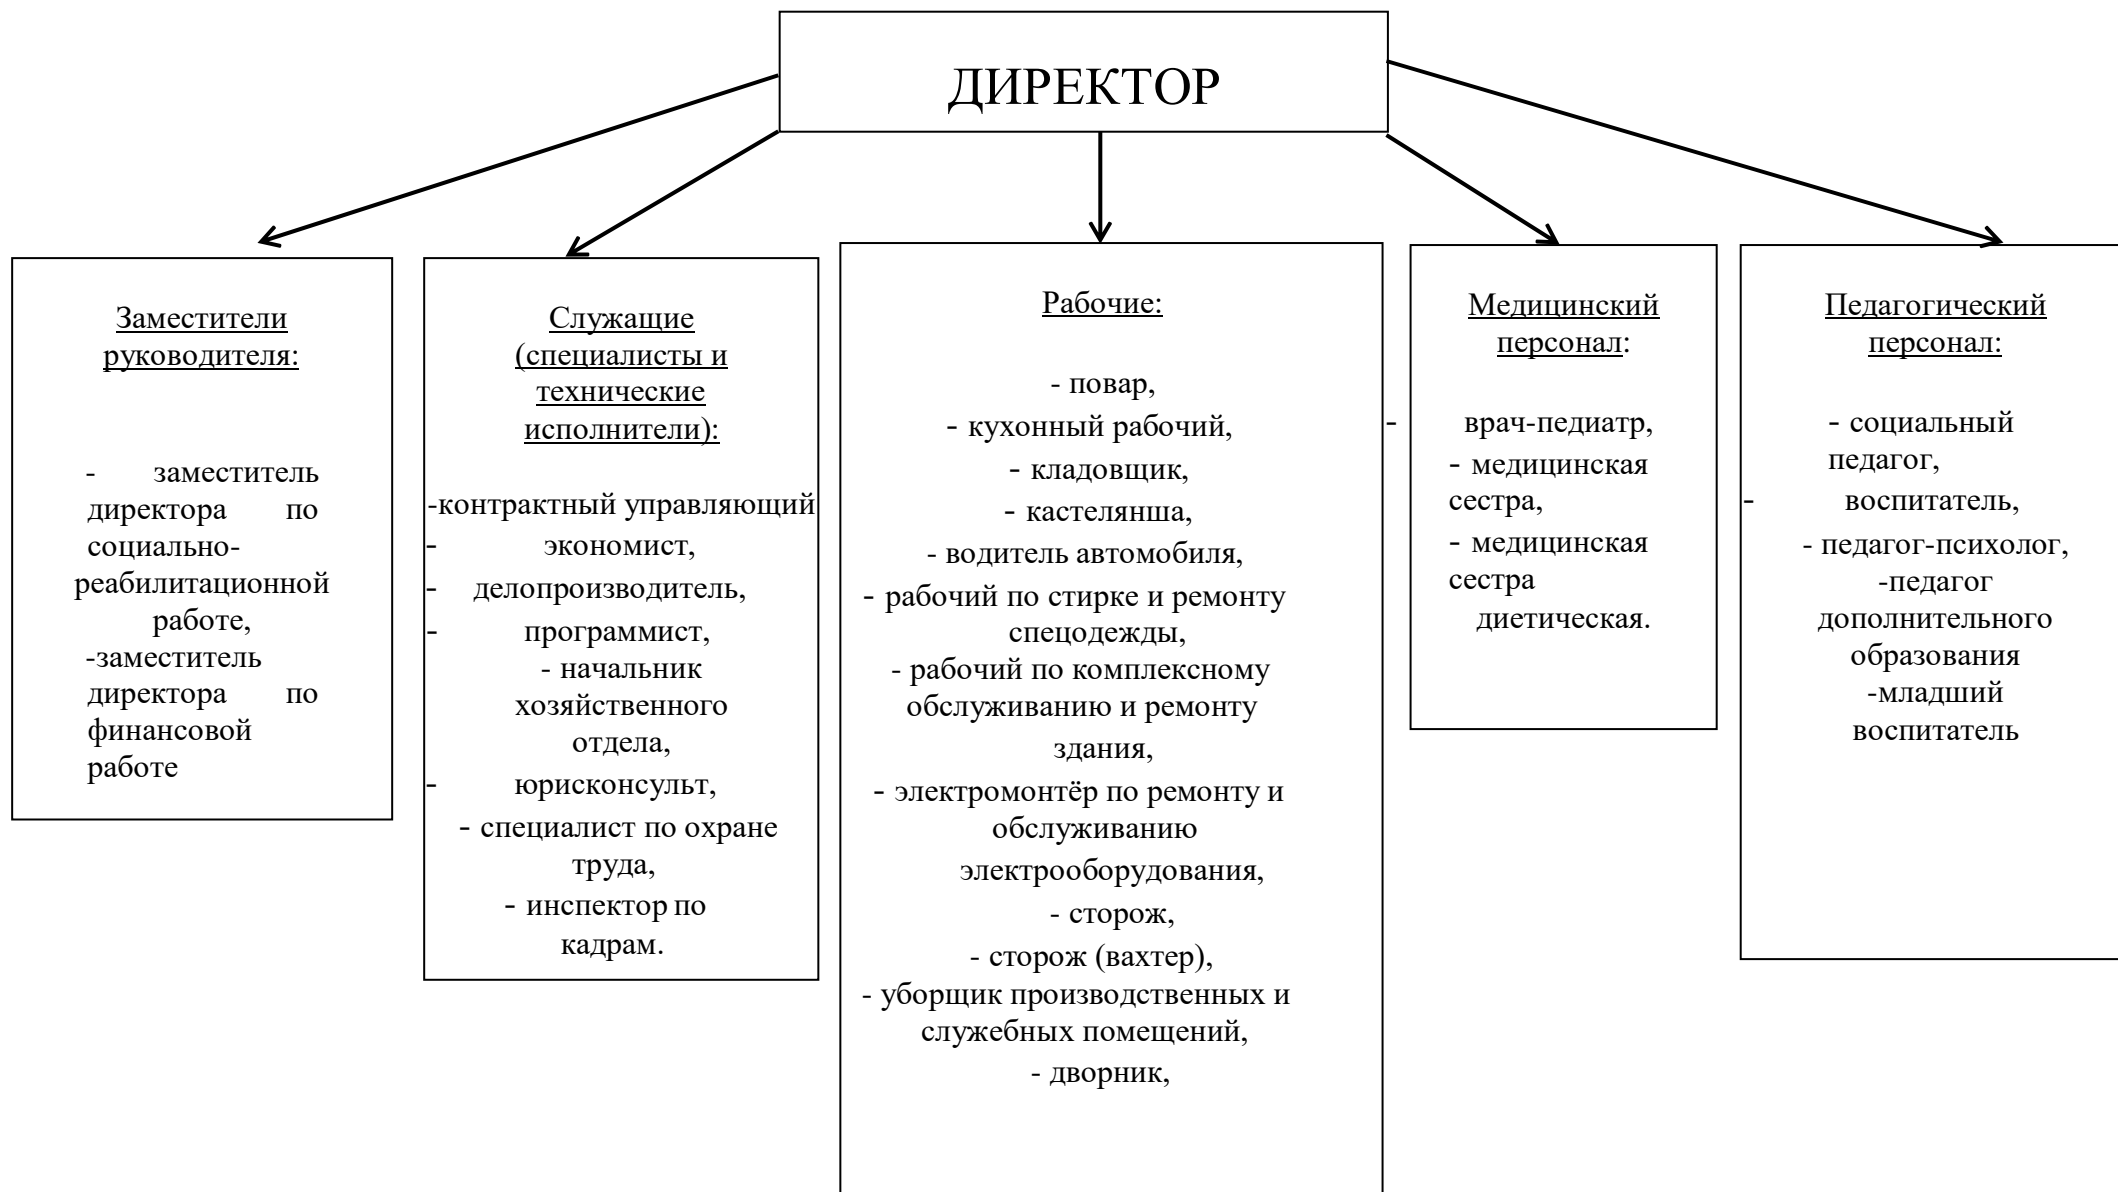 ДИРЕКТОР
Заместители
руководителя:
- заместитель
директора по
социально-
реабилитационной
работе,
-заместитель
директора по
финансовой
работе
Служащие
(специалисты и
технические
исполнители):
-контрактный управляющий
- экономист,
- делопроизводитель,
- программист,
- начальник
хозяйственного
отдела,
- юрисконсульт,
- специалист по охране
труда,
- инспектор по
кадрам.
Рабочие:
- повар,
- кухонный рабочий,
- кладовщик,
- кастелянша,
- водитель автомобиля,
- рабочий по стирке и ремонту
спецодежды,
- рабочий по комплексному
обслуживанию и ремонту
здания,
- электромонтёр по ремонту и
обслуживанию
электрооборудования,
- сторож,
- сторож (вахтер),
- уборщик производственных и
служебных помещений,
- дворник,
Медицинский
персонал:
- врач-педиатр,
- медицинская
сестра,
- медицинская
сестра
диетическая.
Педагогический
персонал:
- социальный
педагог,
- воспитатель,
- педагог-психолог,
-педагог
дополнительного
образования
-младший
воспитатель